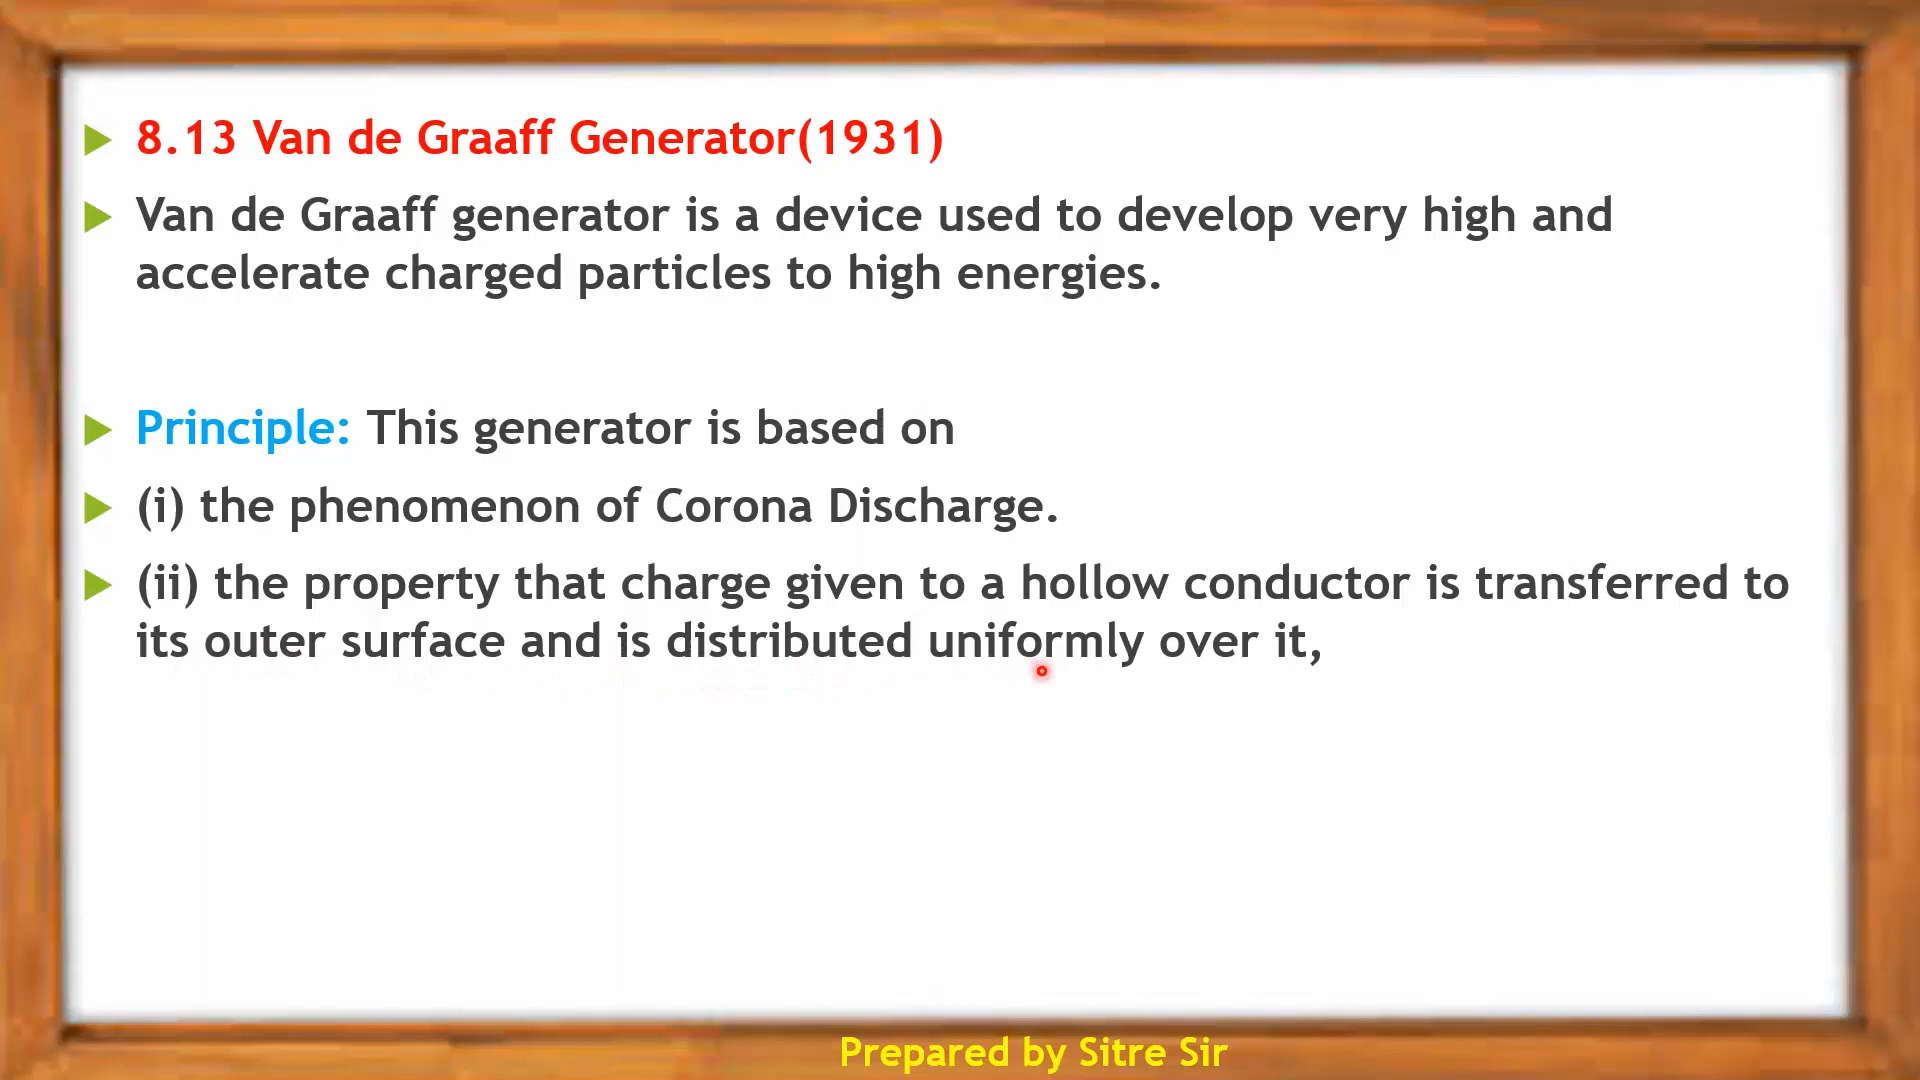 8.13 Van de Graaff Generator(1931)
Van de Graaff generator is a device used to develop very high and
accelerate charged particles to high energies.
Principle: This generator is based on
(i) the phenomenon of Corona Discharge.
(ii) the property that charge given to a hollow conductor is transferred to
its outer surface and is distributed uniformly over it,
Prepared by Sitre Sir